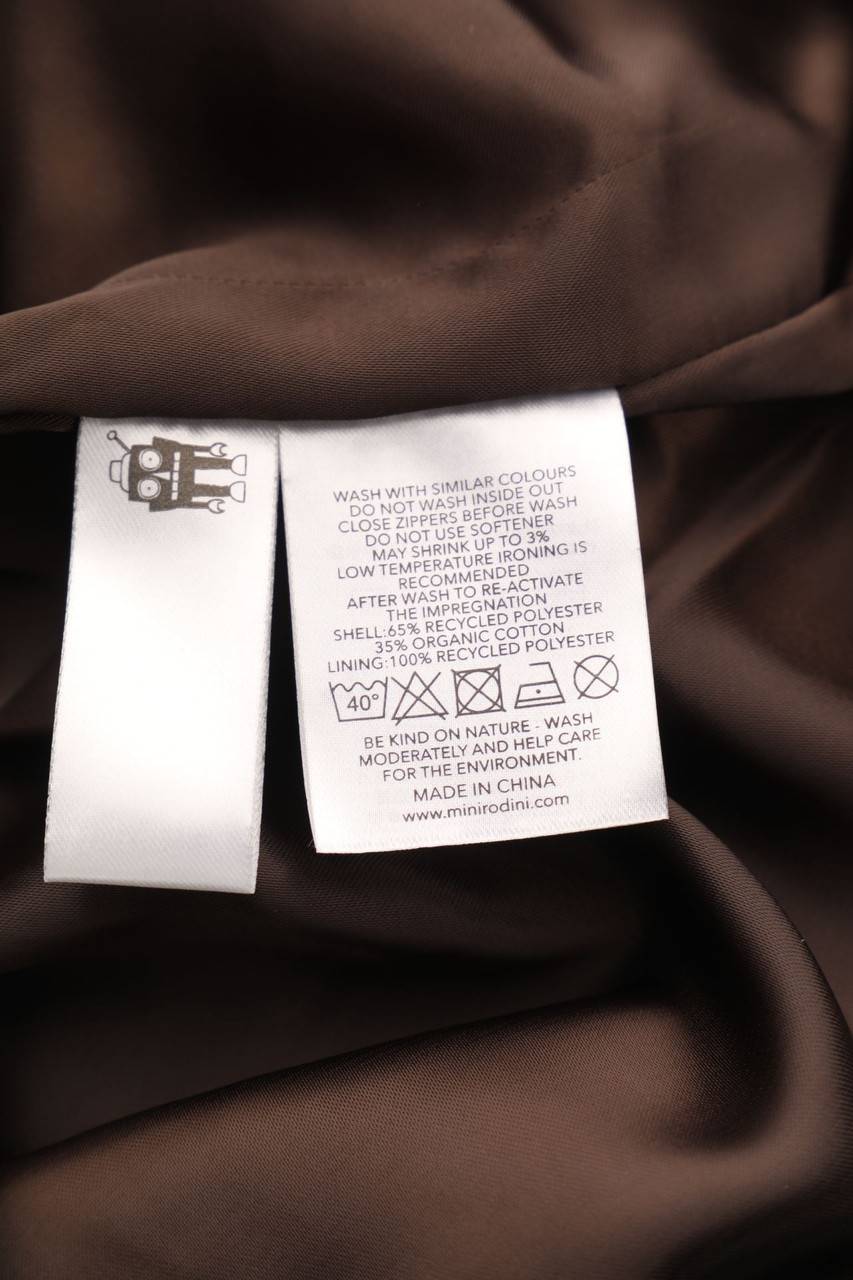 WASH WITH SIMILAR COLOURS
DO NOT WASH INSIDE OUT
CLOSE ZIPPERS BEFORE WASH
DO NOT USE SOFTENER
MAY SHRINK UP TO 3%
LOW TEMPERATURE IRONING IS
RECOMMENDED
AFTER WASH TO RE-ACTIVATE
THE IMPREGNATION
SHELL:65% RECYCLED POLYESTER
35% ORGANIC COTTON
LINING:100% RECYCLED POLYESTER
40°
BE KIND ON NATURE - WASH
MODERATELY AND HELP CARE
FOR THE ENVIRONMENT.
MADE IN CHINA
www.minirodini.com